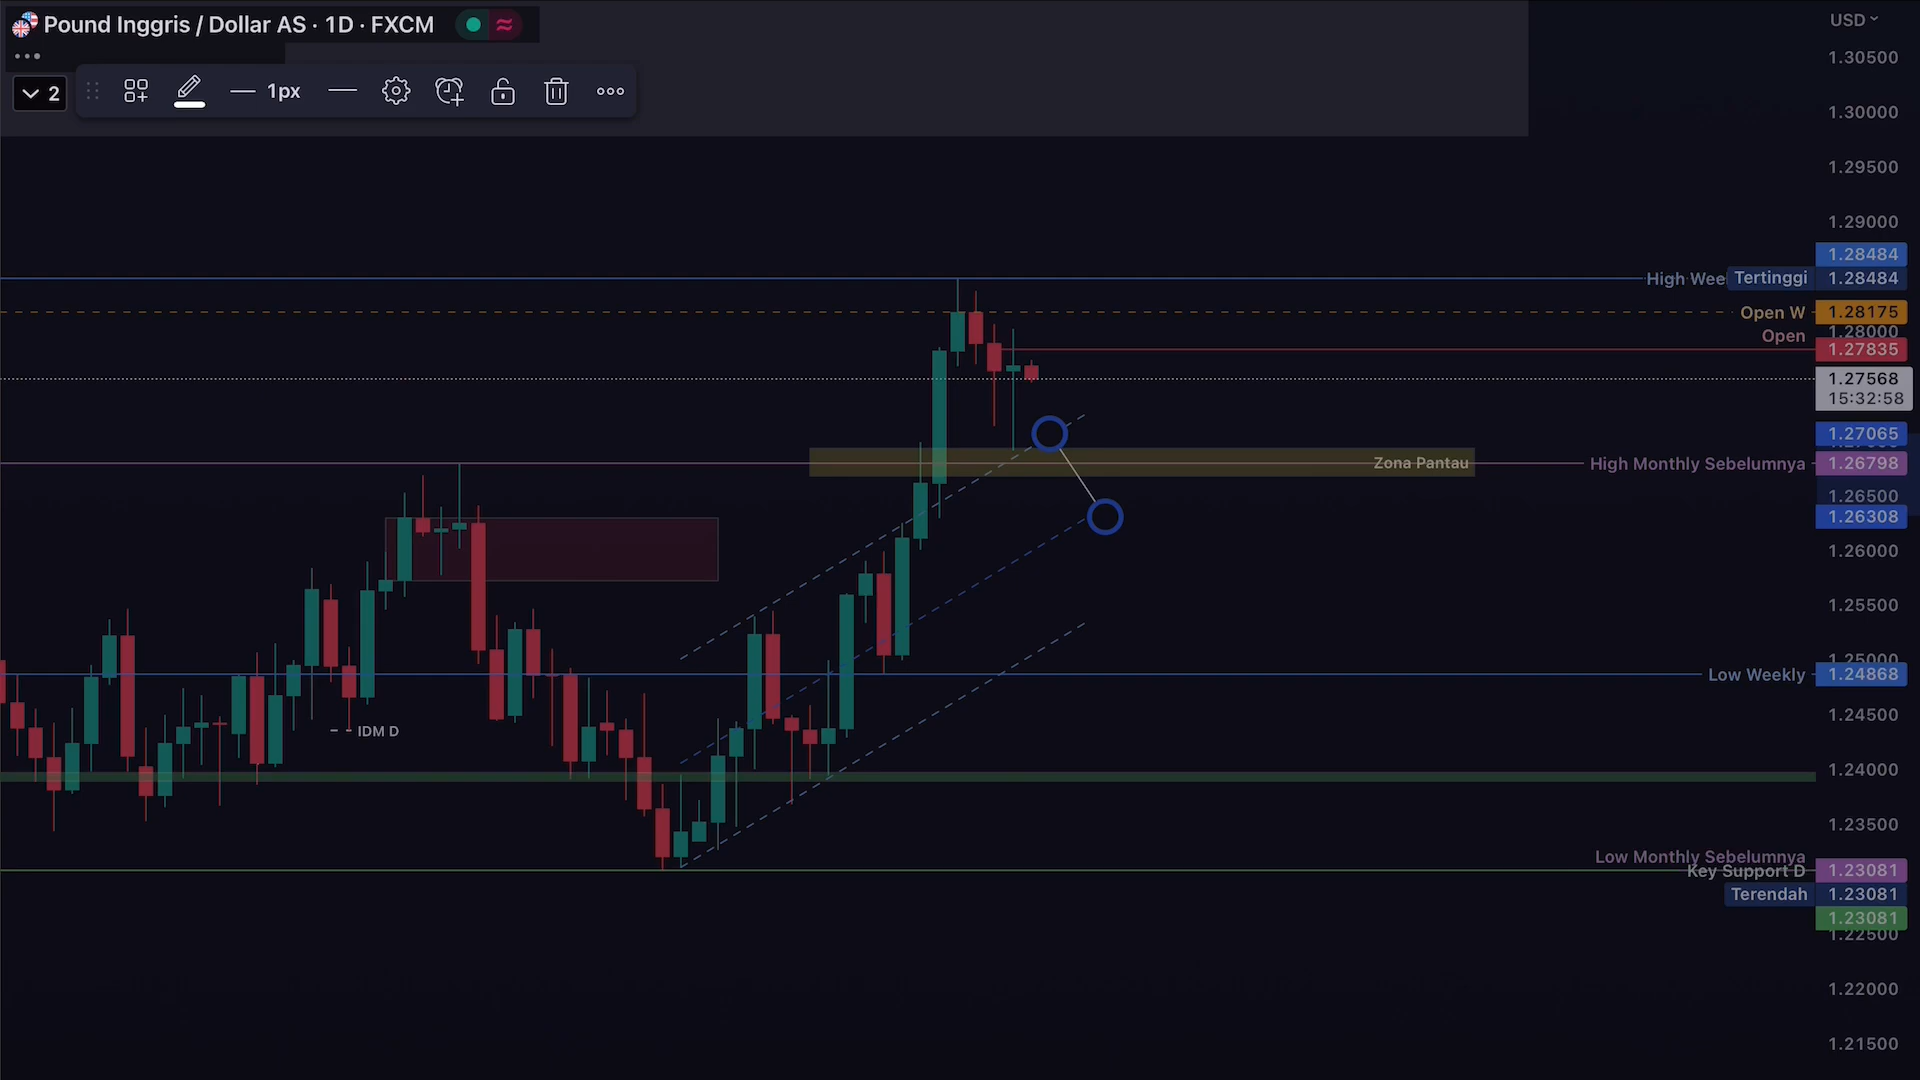 Pound Inggris / Dollar AS · 1D · FXCM
2
1px
USD
1.30500
1.30000
1.29500
1.29000
1.28484
High Wee Tertinggi 1.28484
Open W 1.28175
1.28000
Open
1.27835
1.27568
15:32:58
1.27065
Zona Pantau High Monthly Sebelumnya 1.26798
1.26500
1.26308
1.26000
1.25500
1.25000
Low Weekly 1.24868
1.24500
IDM D
1.24000
1.23500
Low Monthly Sebelumnya
Key Support D 1.23081
Terendah 1.23081
1.23081
1.22500
1.22000
1.21500